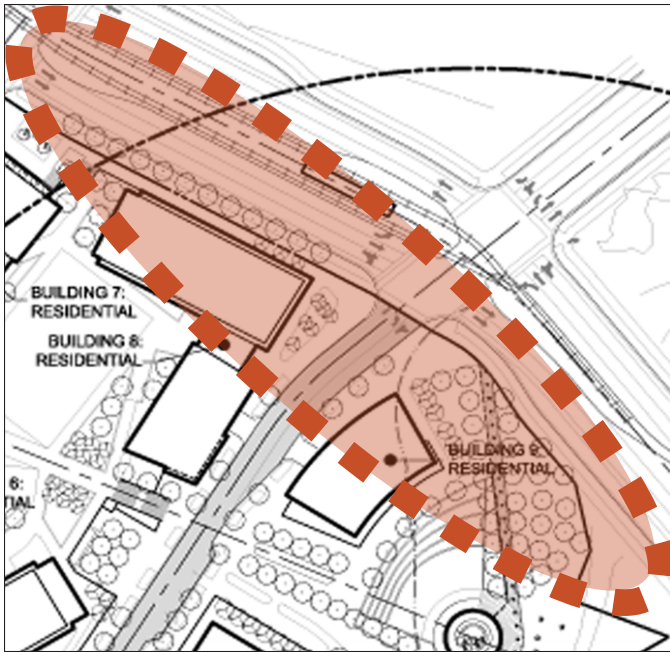 BUILDING 7:
RESIDENTIAL
BUILDING 8:
RESIDENTIAL
BUILDING 9:
RESIDENTIAL
6:
TIAL